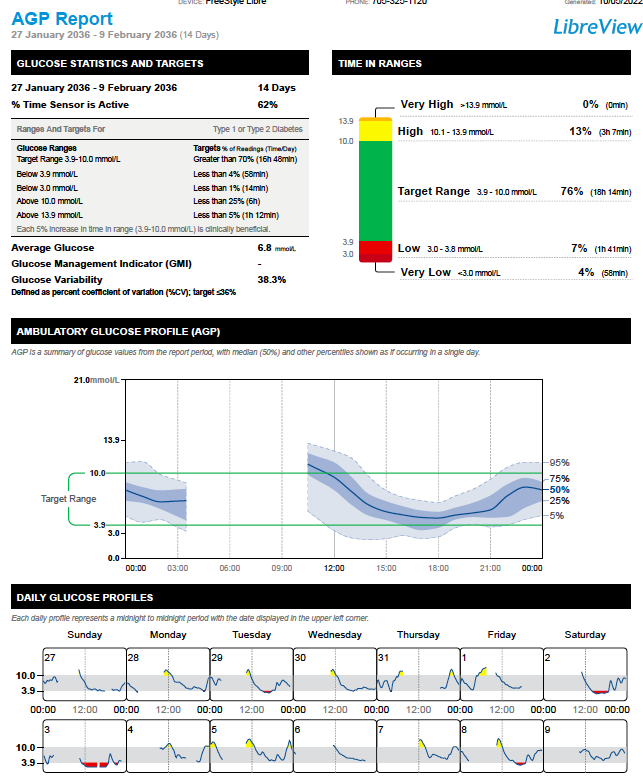 DEVICE: FreeStyle Libre PHONE: 705-325-1120 Generated: 10/05/2022
AGP Report
27 January 2036 - 9 February 2036 (14 Days)
LibreView
GLUCOSE STATISTICS AND TARGETS
27 January 2036 - 9 February 2036 14 Days
% Time Sensor is Active 62%
Ranges And Targets For Type 1 or Type 2 Diabetes
Glucose Ranges Targets % of Readings (Time/Day)
Target Range 3.9-10.0 mmol/L Greater than 70% (16h 48min)
Below 3.9 mmol/L Less than 4% (58min)
Below 3.0 mmol/L Less than 1% (14min)
Above 10.0 mmol/L Less than 25% (6h)
Above 13.9 mmol/L Less than 5% (1h 12min)
Each 5% increase in time in range (3.9-10.0 mmol/L) is clinically beneficial.
Average Glucose 6.8 mmol/L
Glucose Management Indicator (GMI) -
Glucose Variability 38.3%
Defined as percent coefficient of variation (%CV); target ≤36%
TIME IN RANGES
Very High >13.9 mmol/L 0% (0min)
13.9
High 10.1 - 13.9 mmol/L 13% (3h 7min)
10.0
Target Range 3.9 - 10.0 mmol/L 76% (18h 14min)
3.9
Low 3.0 - 3.8 mmol/L 7% (1h 41min)
3.0
Very Low <3.0 mmol/L 4% (58min)
AMBULATORY GLUCOSE PROFILE (AGP)
AGP is a summary of glucose values from the report period, with median (50%) and other percentiles shown as if occurring in a single day.
21.0 mmol/L
13.9
95%
10.0
75%
50%
Target Range
25%
5%
3.9
3.0
0.0
00:00 03:00 06:00 09:00 12:00 15:00 18:00 21:00 00:00
DAILY GLUCOSE PROFILES
Each daily profile represents a midnight to midnight period with the date displayed in the upper left corner.
Sunday Monday Tuesday Wednesday Thursday Friday Saturday
27 28 29 30 31 1 2
10.0
3.9
00:00 12:00 00:00 12:00 00:00 12:00 00:00 12:00 00:00 12:00 00:00 12:00 00:00 12:00 00:00
3 4 5 6 7 8 9
10.0
3.9